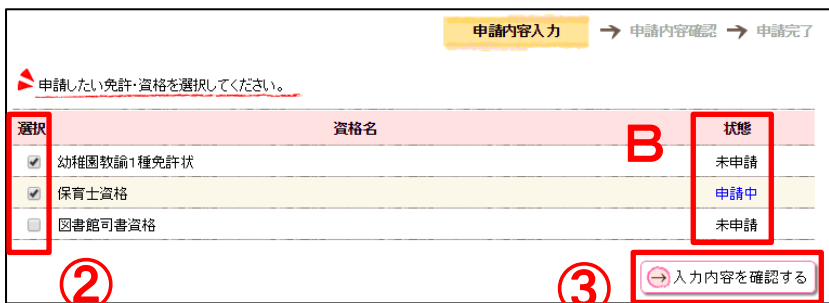 申請内容入力 → 申請内容確認 → 申請完了
申請したい免許・資格を選択してください。
選択 資格名 B 状態
幼稚園教諭1種免許状 未申請
保育士資格 申請中
図書館司書資格 未申請
② ③ 入力内容を確認する